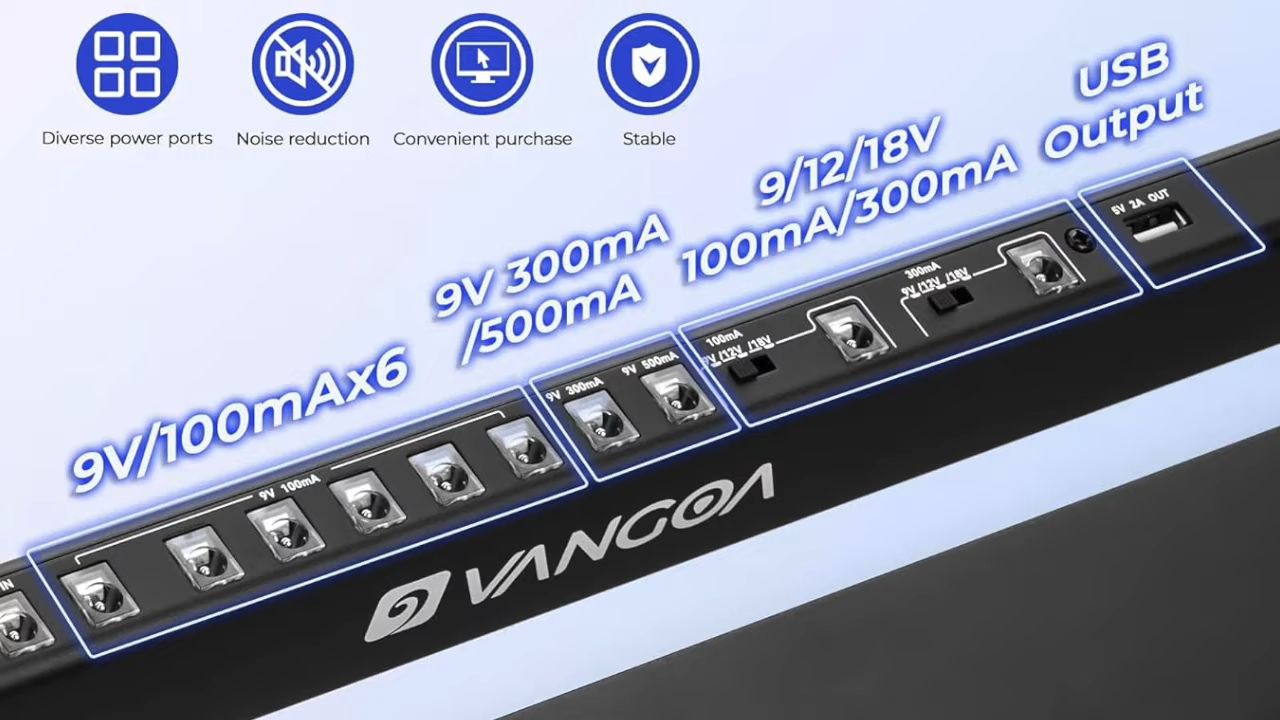 Diverse power ports
Noise reduction
Convenient purchase
Stable
USB
Output
9/12/18V
100mA/300mA
9V 300mA
/500mA
9V/100mAx6
5V 2A OUT
300mA
9V /12V /18V
100mA
9V /12V /18V
9V 300mA
9V 500mA
9V 100mA
IN
VANGOA